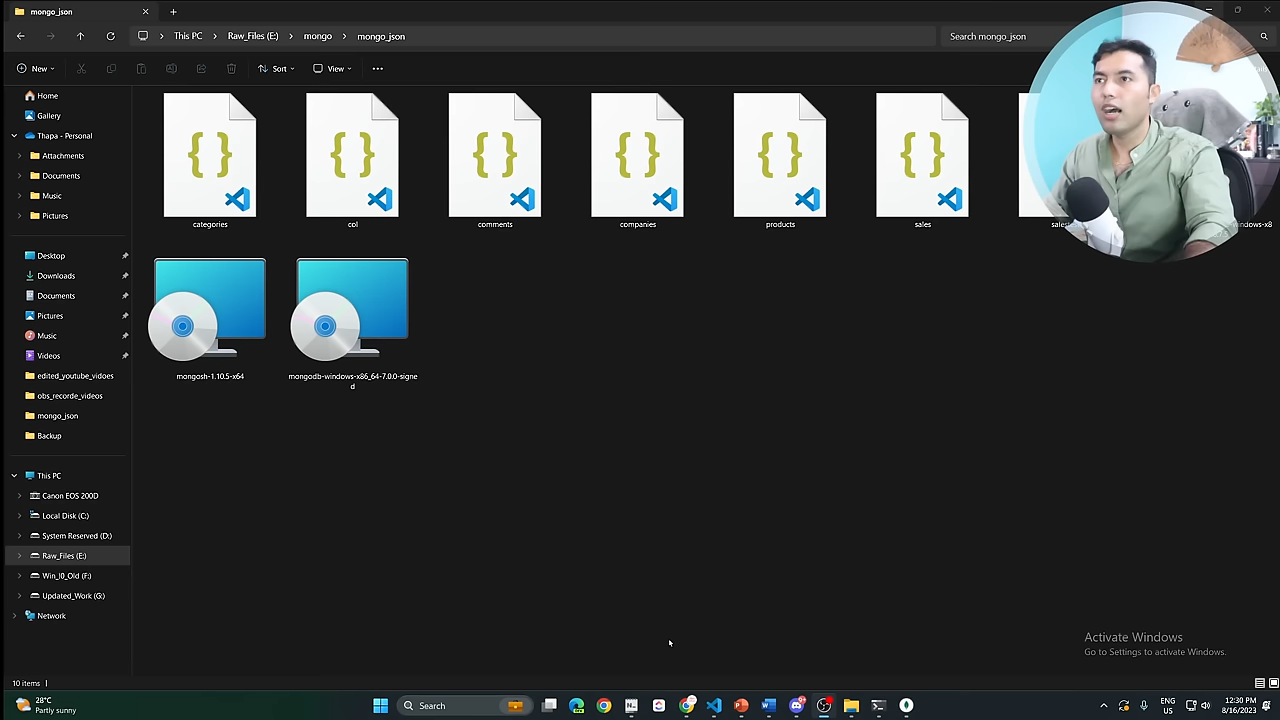 mongo_json
This PC
Raw_Files (E:)
mongo
mongo_json
Search mongo_json
New
Sort
View
Home
Gallery
Thapa - Personal
Attachments
Documents
Music
Pictures
Desktop
Downloads
Documents
Pictures
Music
Videos
edited_youtube_vidoes
obs_recorde_videos
mongo_json
Backup
This PC
Canon EOS 200D
Local Disk (C:)
System Reserved (D:)
Raw_Files (E:)
Win_l0_Old (F:)
Updated_Work (G:)
Network
categories
col
comments
companies
products
sales
mongosh-1.10.5-x64
mongodb-windows-x86_64-7.0.0-signe
d
Activate Windows
Go to Settings to activate Windows.
10 items
28°C
Partly sunny
Search
ENG
US
12:30 PM
8/16/2023